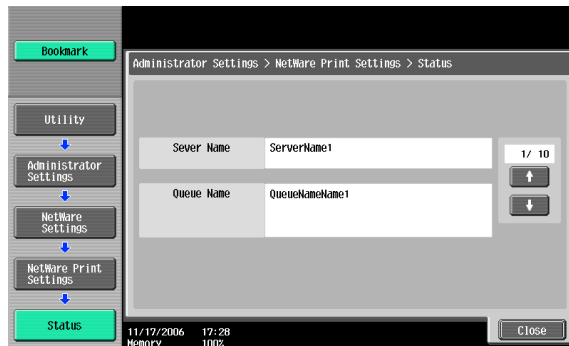 Bookmark
Administrator Settings > NetWare Print Settings > Status
Utility
Administrator
Settings
NetWare
Settings
NetWare Print
Settings
Status
Sever Name
ServerName1
1/ 10
Queue Name
QueueNameName1
11/17/2006 17:28
Memory 100%
Close